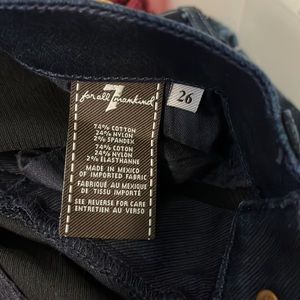 for all 7 mankind
26
74% COTTON
24% NYLON
2% SPANDEX
74% COTON
24% NYLON
2% ELASTHANNE
MADE IN MEXICO
OF IMPORTED FABRIC
FABRIQUÉ AU MEXIQUE
DE TISSU IMPORTÉ
SEE REVERSE FOR CARE
ENTRETIEN AU VERSO